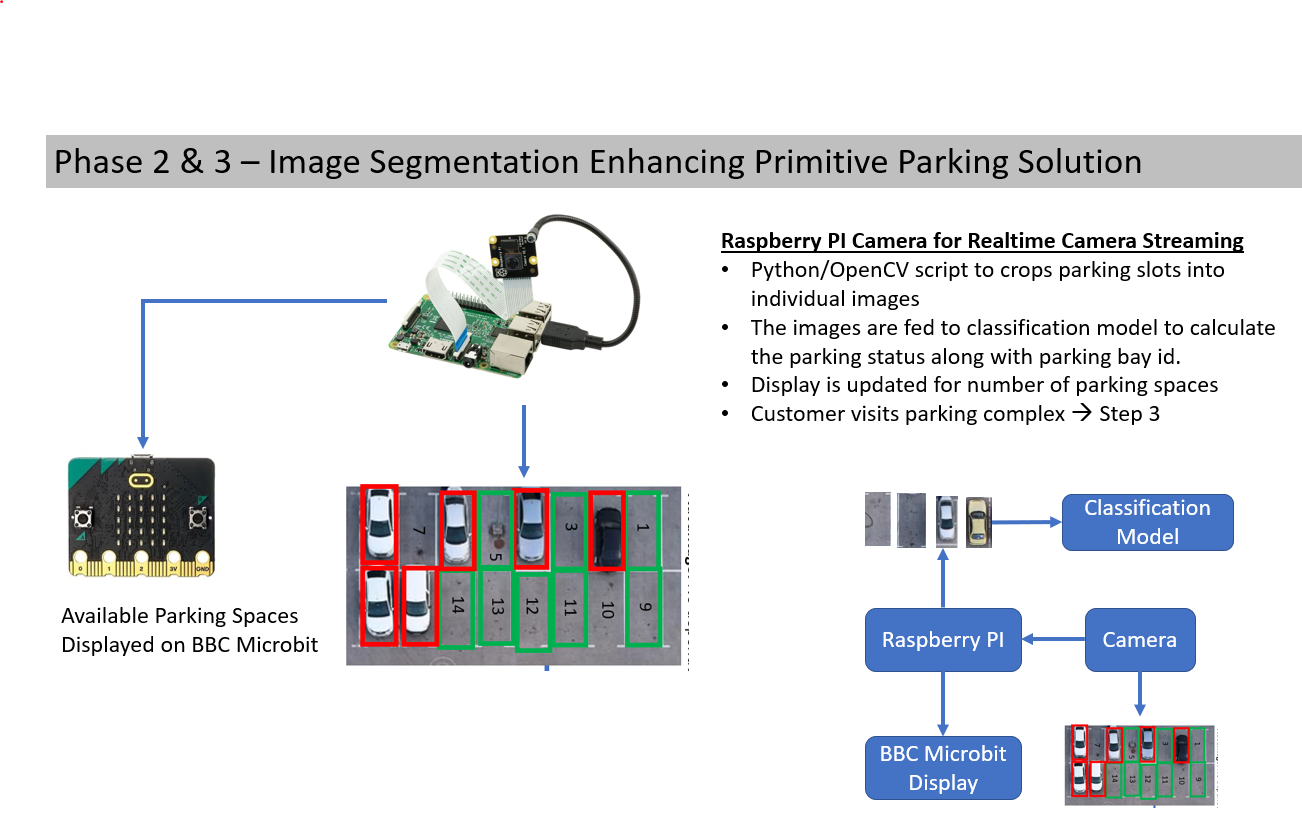 Phase 2 & 3 – Image Segmentation Enhancing Primitive Parking Solution
Raspberry PI Camera for Realtime Camera Streaming
• Python/OpenCV script to crops parking slots into
individual images
• The images are fed to classification model to calculate
the parking status along with parking bay id.
• Display is updated for number of parking spaces
• Customer visits parking complex → Step 3
0 1 2 3V GND
Available Parking Spaces
Displayed on BBC Microbit
7 5 3 1
14 13 12 11 10 9
Classification
Model
Raspberry PI
Camera
BBC Microbit
Display
7 5 3 1
14 13 12 11 10 9